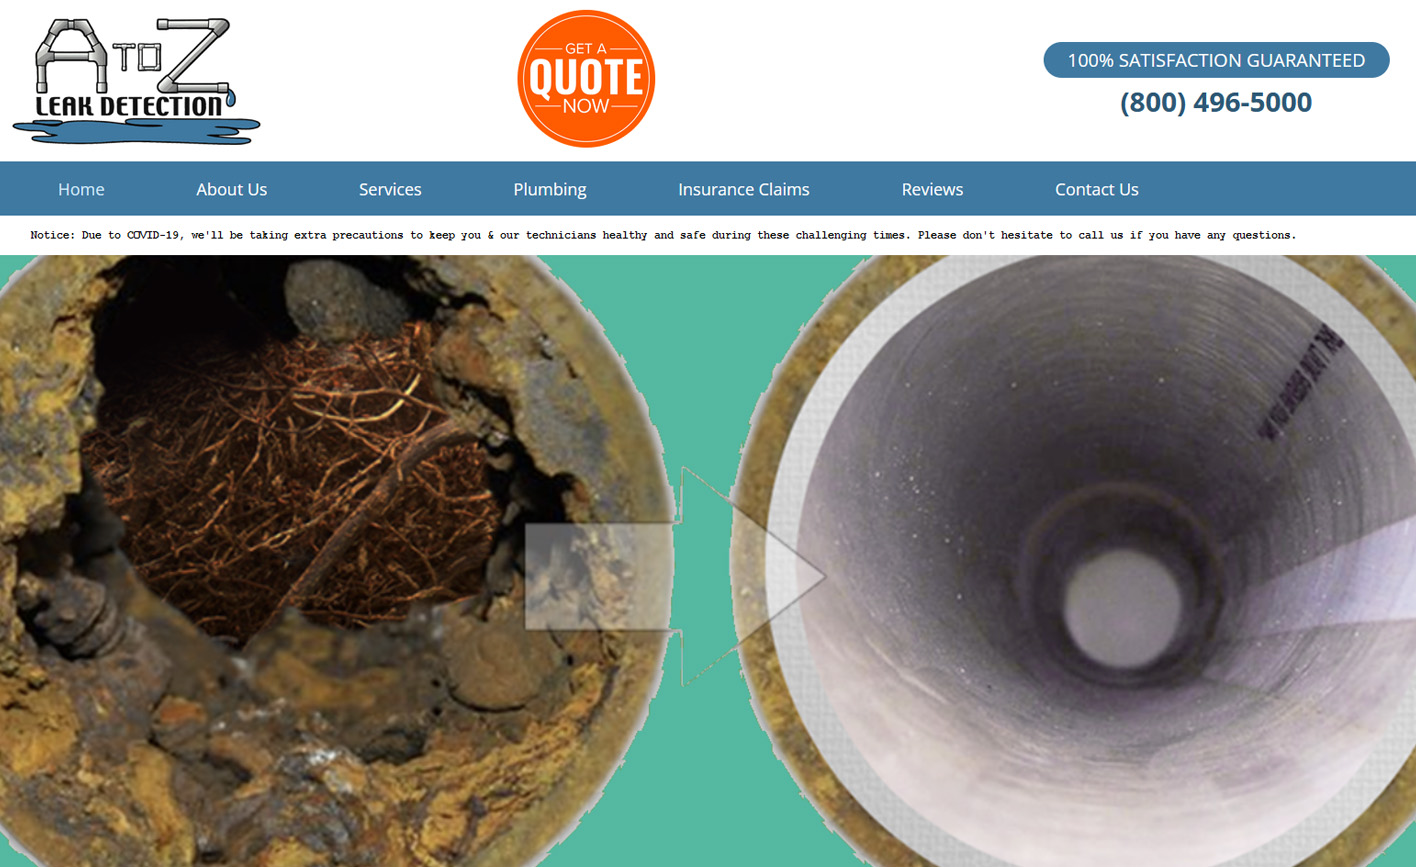 A TO Z
LEAK DETECTION
GET A
QUOTE
NOW
100% SATISFACTION GUARANTEED
(800) 496-5000
Home About Us Services Plumbing Insurance Claims Reviews Contact Us
Notice: Due to COVID-19, we'll be taking extra precautions to keep you & our technicians healthy and safe during these challenging times. Please don't hesitate to call us if you have any questions.